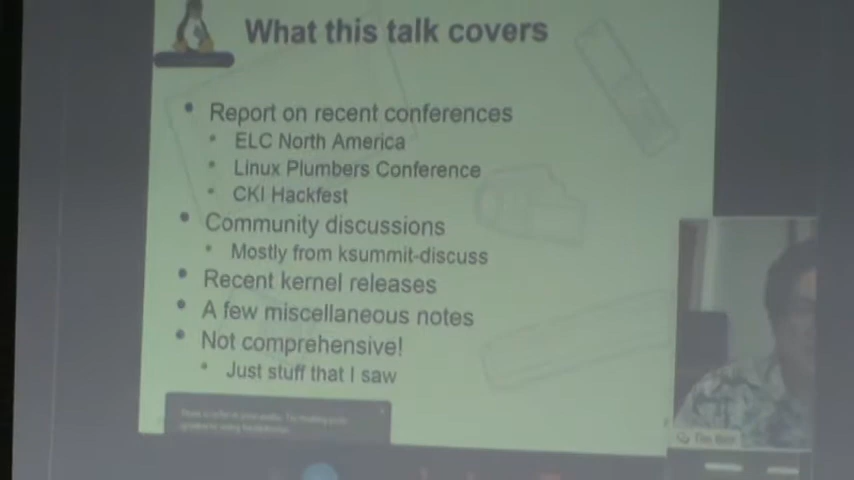 What this talk covers
Report on recent conferences
ELC North America
Linux Plumbers Conference
CKI Hackfest
Community discussions
Mostly from ksummit-discuss
Recent kernel releases
A few miscellaneous notes
Not comprehensive!
Just stuff that I saw